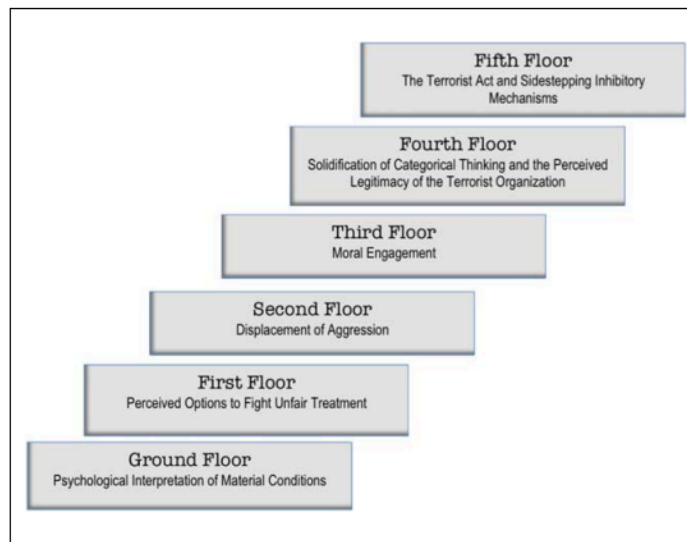 Fifth Floor
The Terrorist Act and Sidestepping Inhibitory
Mechanisms
Fourth Floor
Solidification of Categorical Thinking and the Perceived
Legitimacy of the Terrorist Organization
Third Floor
Moral Engagement
Second Floor
Displacement of Aggression
First Floor
Perceived Options to Fight Unfair Treatment
Ground Floor
Psychological Interpretation of Material Conditions